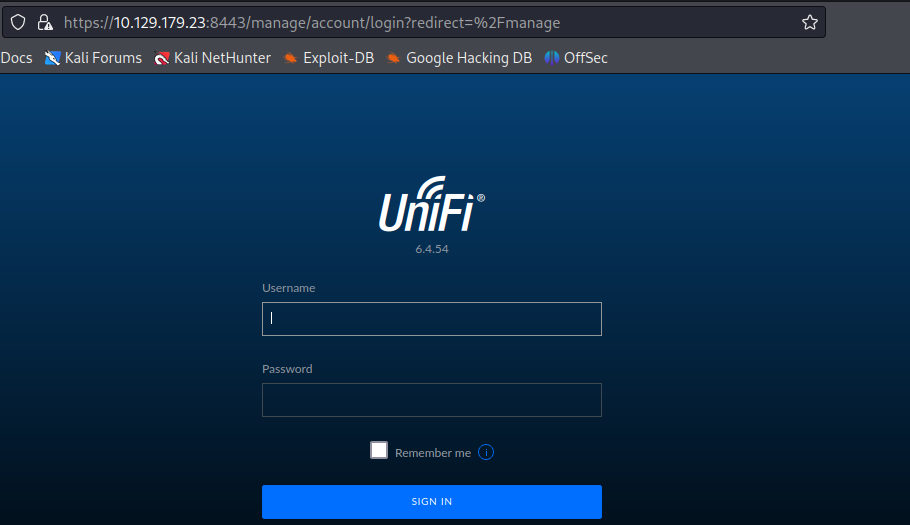 https://10.129.179.23:8443/manage/account/login?redirect=%2Fmanage
Docs Kali Forums Kali NetHunter Exploit-DB Google Hacking DB OffSec
UniFi®
6.4.54
Username
Password
Remember me i
SIGN IN